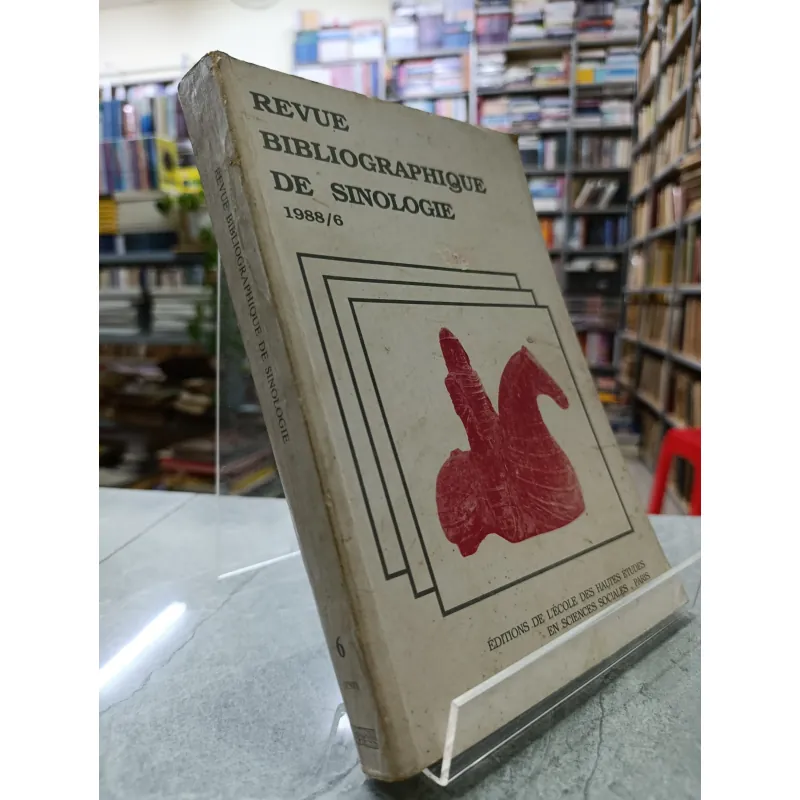 REVUE
BIBLIOGRAPHIQUE
DE SINOLOGIE
1988/6
ÉDITIONS DE L'ÉCOLE DES HAUTES ÉTUDES
EN SCIENCES SOCIALES - PARIS
REVUE BIBLIOGRAPHIQUE DE SINOLOGIE
6